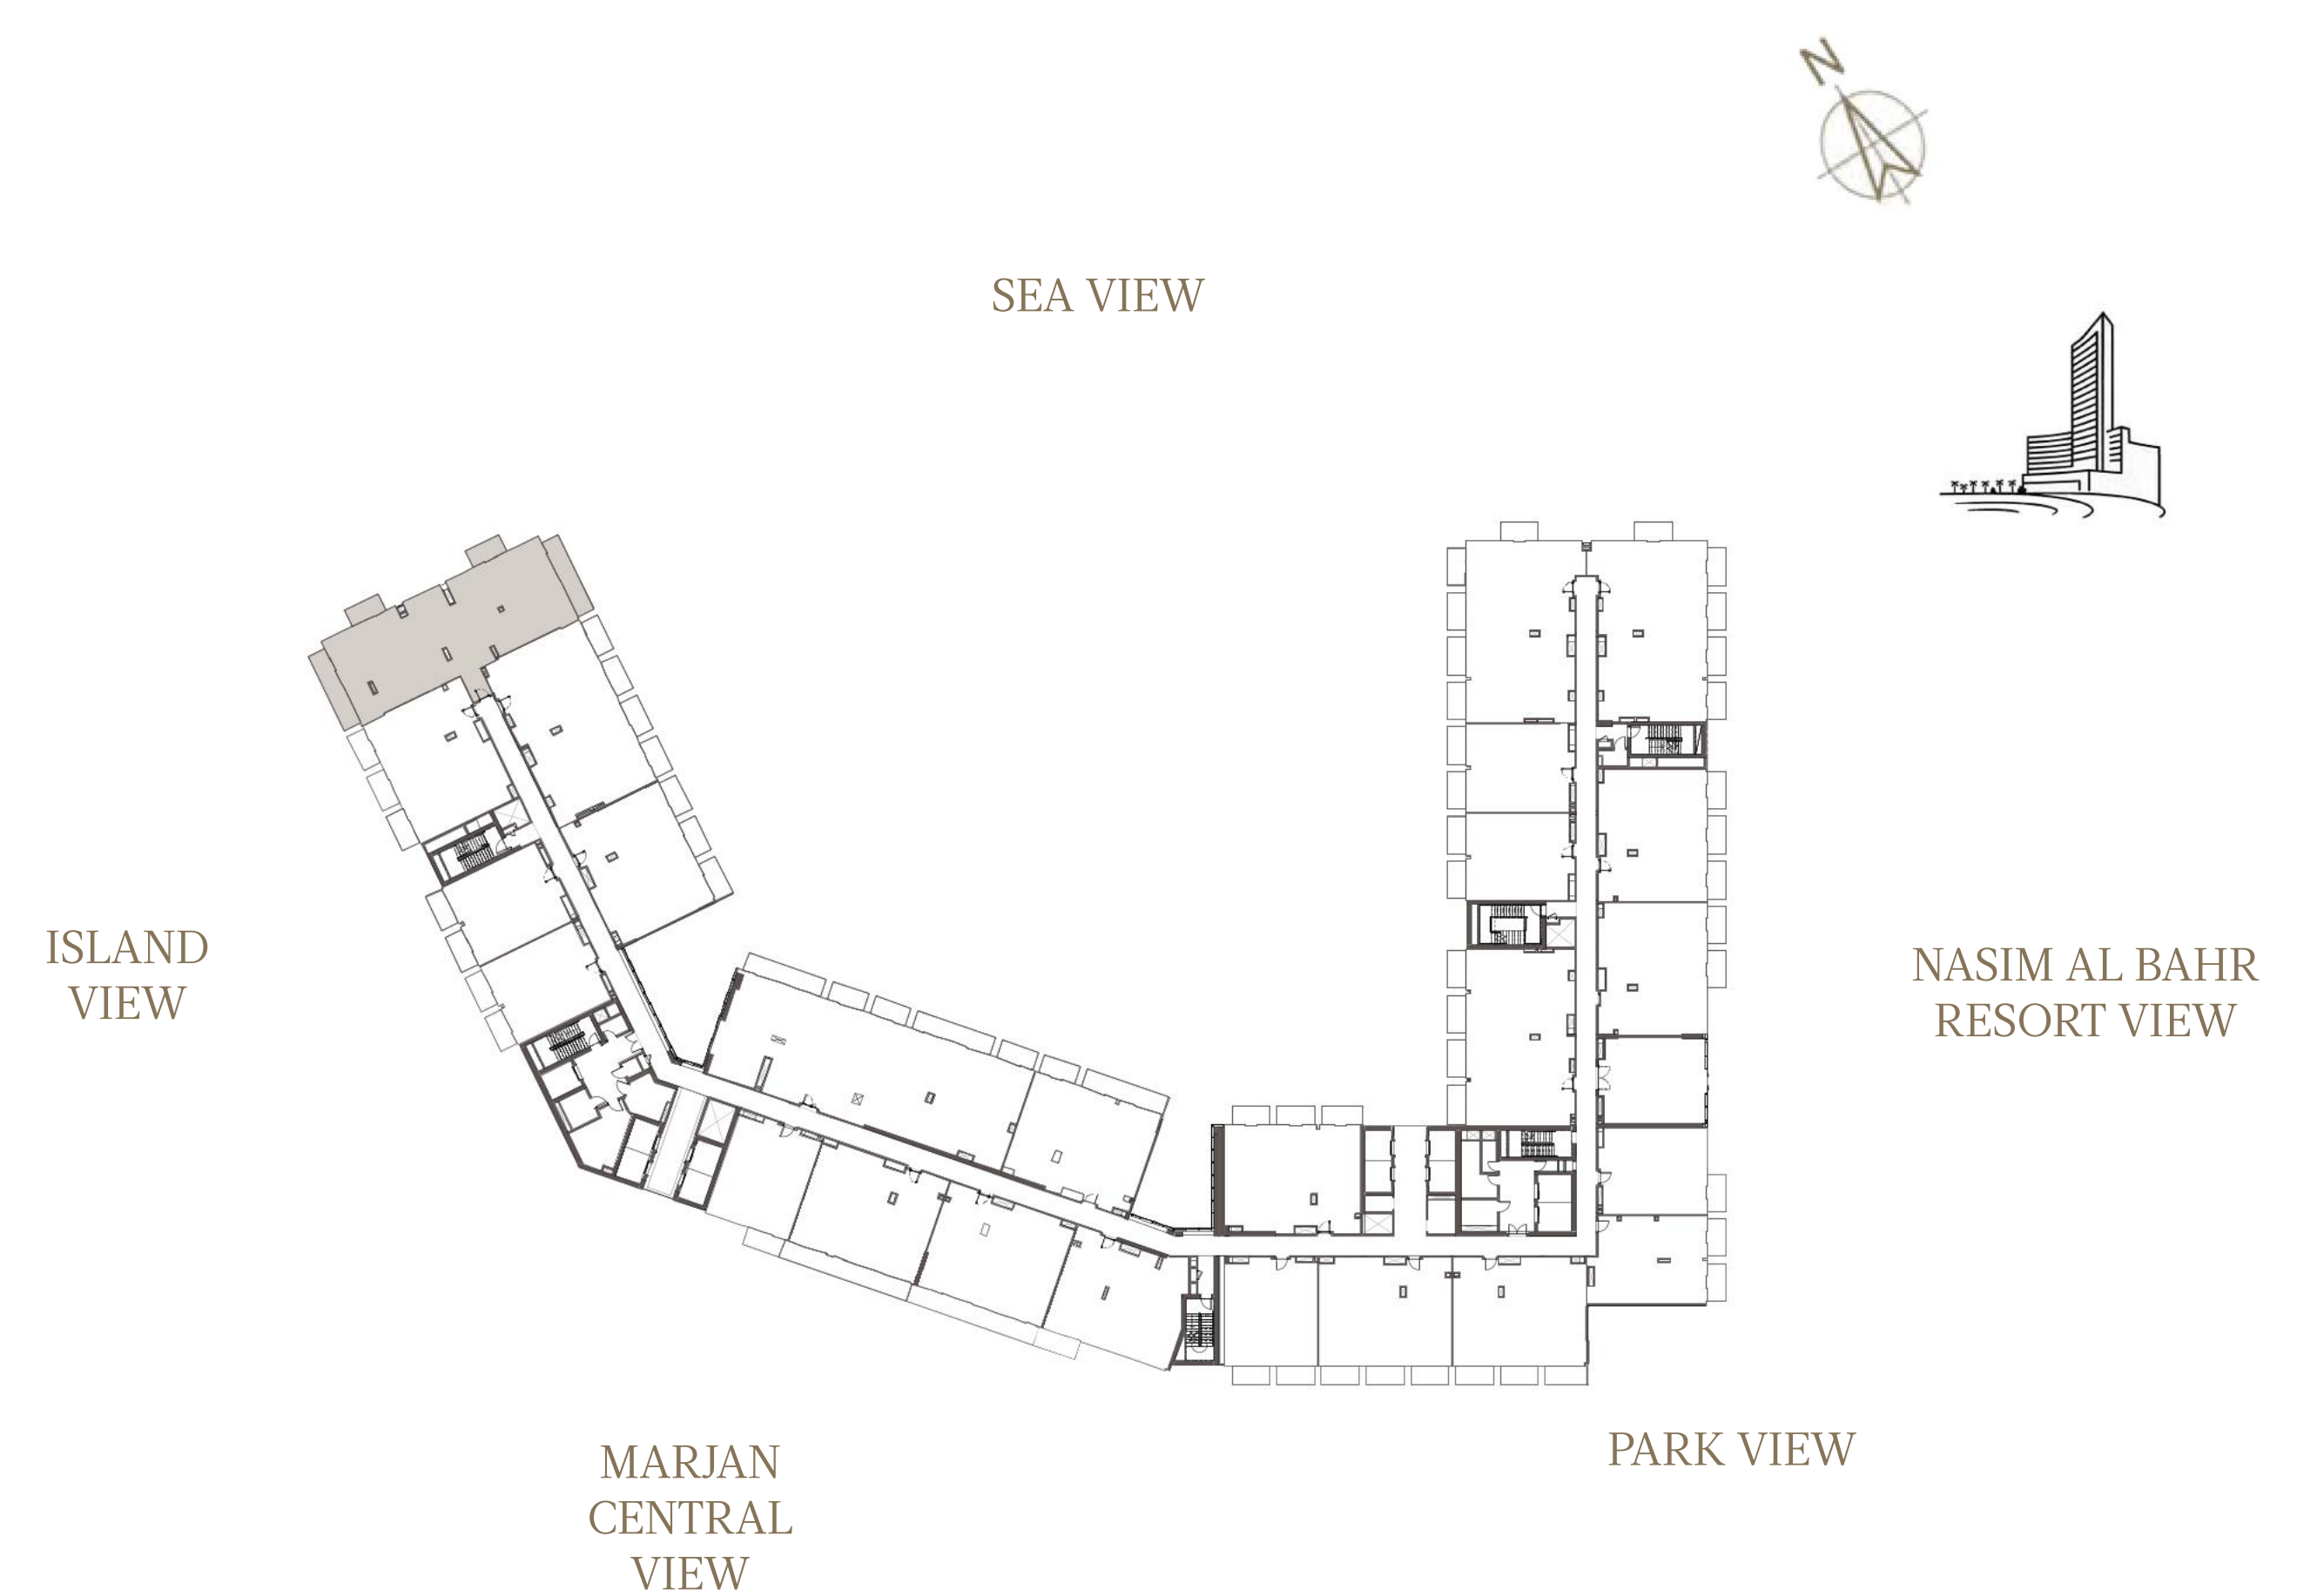 N
SEA VIEW
ISLAND
VIEW
NASIM AL BAHR
RESORT VIEW
PARK VIEW
MARJAN
CENTRAL
VIEW